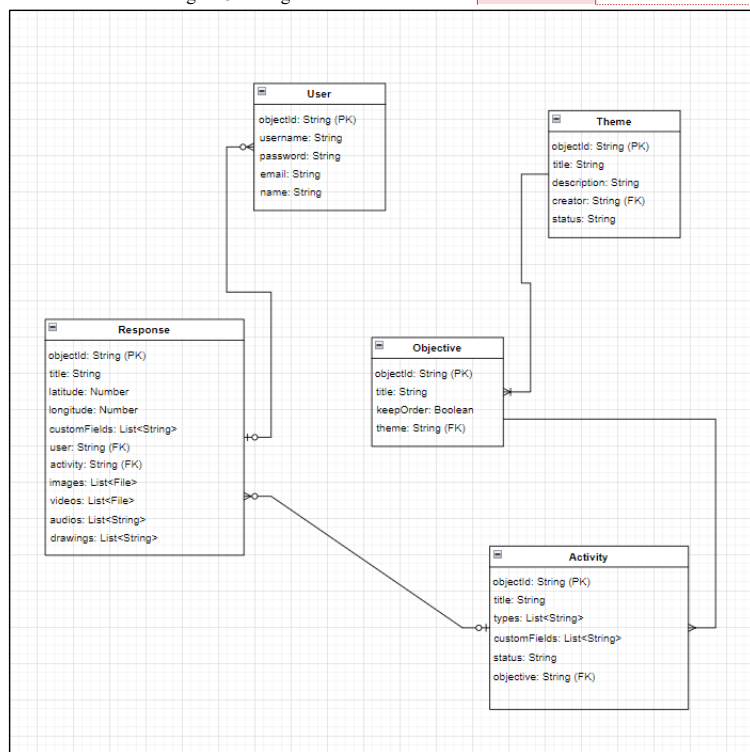 User
objectId: String (PK)
username: String
password: String
email: String
name: String
Theme
objectId: String (PK)
title: String
description: String
creator: String (FK)
status: String
Response
objectId: String (PK)
title: String
latitude: Number
longitude: Number
customFields: List<String>
user: String (FK)
activity: String (FK)
images: List<File>
videos: List<File>
audios: List<String>
drawings: List<String>
Objective
objectId: String (PK)
title: String
keepOrder: Boolean
theme: String (FK)
Activity
objectId: String (PK)
title: String
types: List<String>
customFields: List<String>
status: String
objective: String (FK)